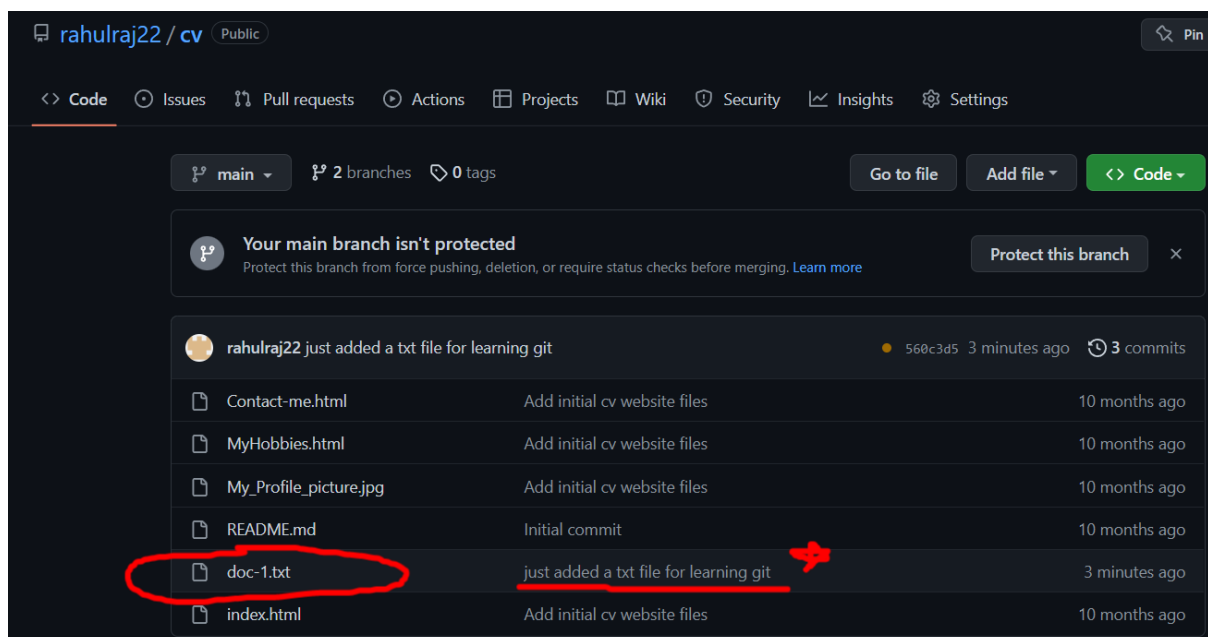 rahulraj22 / cv Public Pin
Code Issues Pull requests Actions Projects Wiki Security Insights Settings
main 2 branches 0 tags Go to file Add file Code
Your main branch isn't protected
Protect this branch from force pushing, deletion, or require status checks before merging. Learn more
Protect this branch
rahulraj22 just added a txt file for learning git 560c3d5 3 minutes ago 3 commits
Contact-me.html Add initial cv website files 10 months ago
MyHobbies.html Add initial cv website files 10 months ago
My_Profile_picture.jpg Add initial cv website files 10 months ago
README.md Initial commit 10 months ago
doc-1.txt just added a txt file for learning git 3 minutes ago
index.html Add initial cv website files 10 months ago